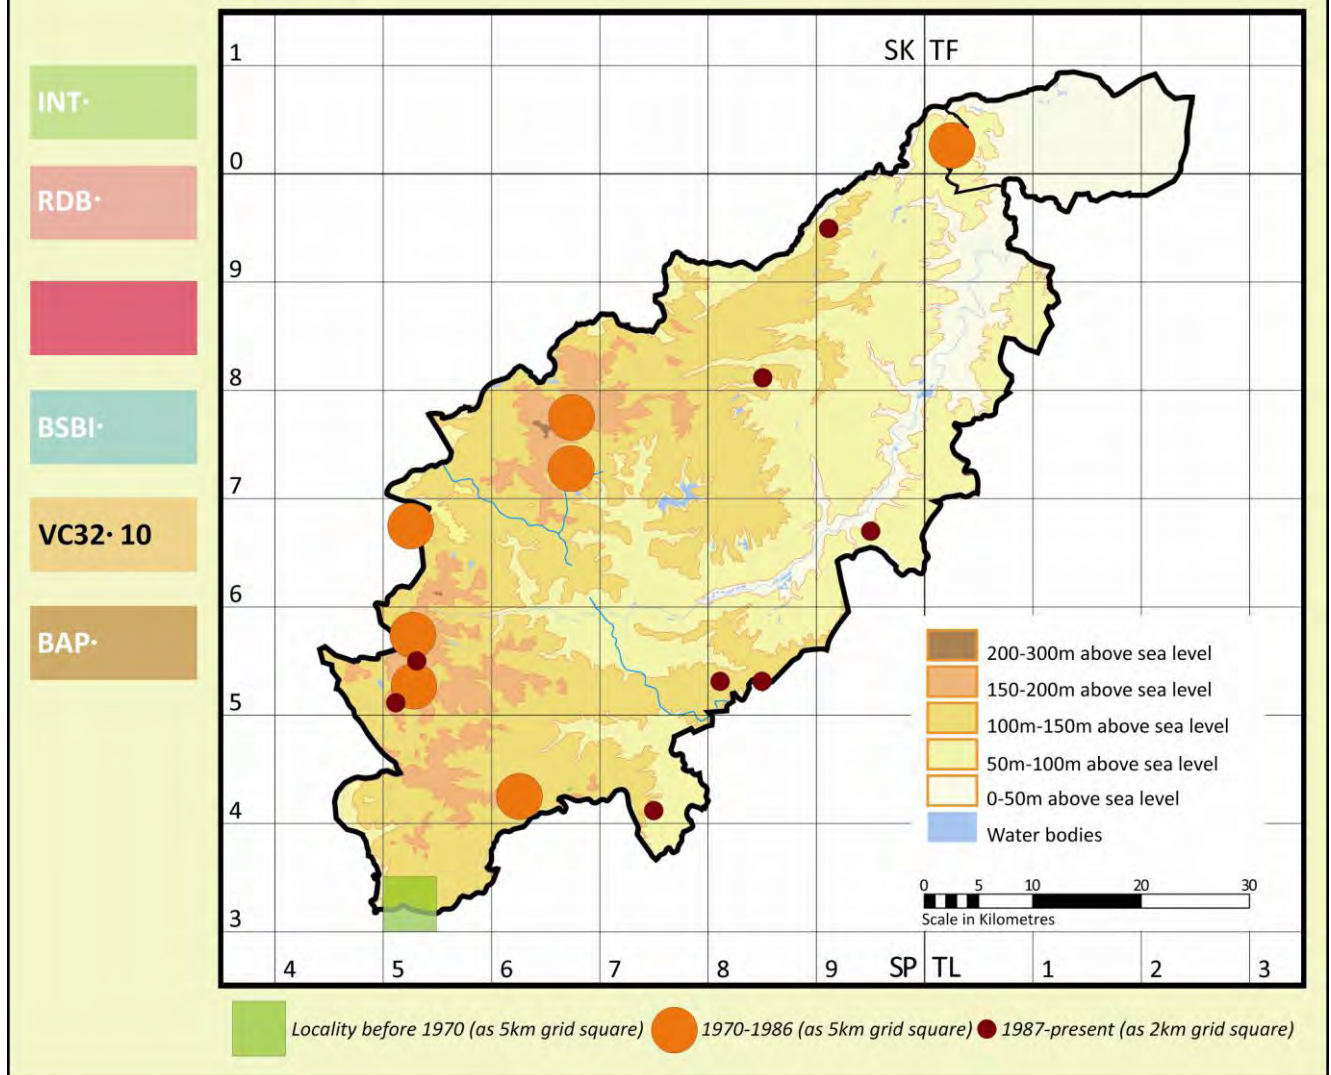 INT·
RDB·
BSBI·
VC32· 10
BAP·
SK TF
1
0
9
8
7
6
5
4
3
4 5 6 7 8 9 SP TL 1 2 3
200-300m above sea level
150-200m above sea level
100m-150m above sea level
50m-100m above sea level
0-50m above sea level
Water bodies
0 5 10 20 30
Scale in Kilometres
Locality before 1970 (as 5km grid square) 1970-1986 (as 5km grid square) 1987-present (as 2km grid square)